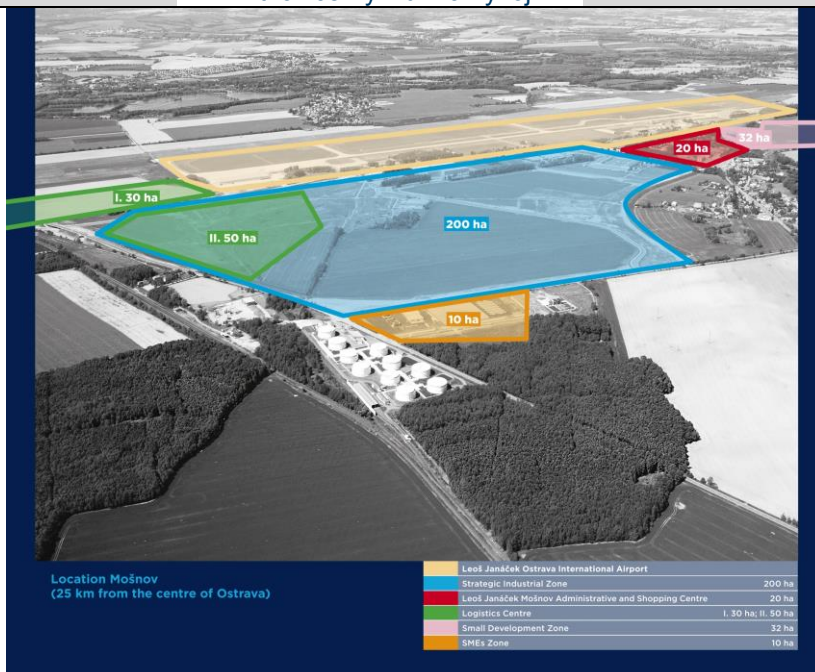 32 ha
20 ha
I. 30 ha
II. 50 ha
200 ha
10 ha
Location Mošnov
(25 km from the centre of Ostrava)
Leoš Janáček Ostrava International Airport
Strategic Industrial Zone 200 ha
Leoš Janáček Mošnov Administrative and Shopping Centre 20 ha
Logistics Centre I. 30 ha; II. 50 ha
Small Development Zone 32 ha
SMEs Zone 10 ha